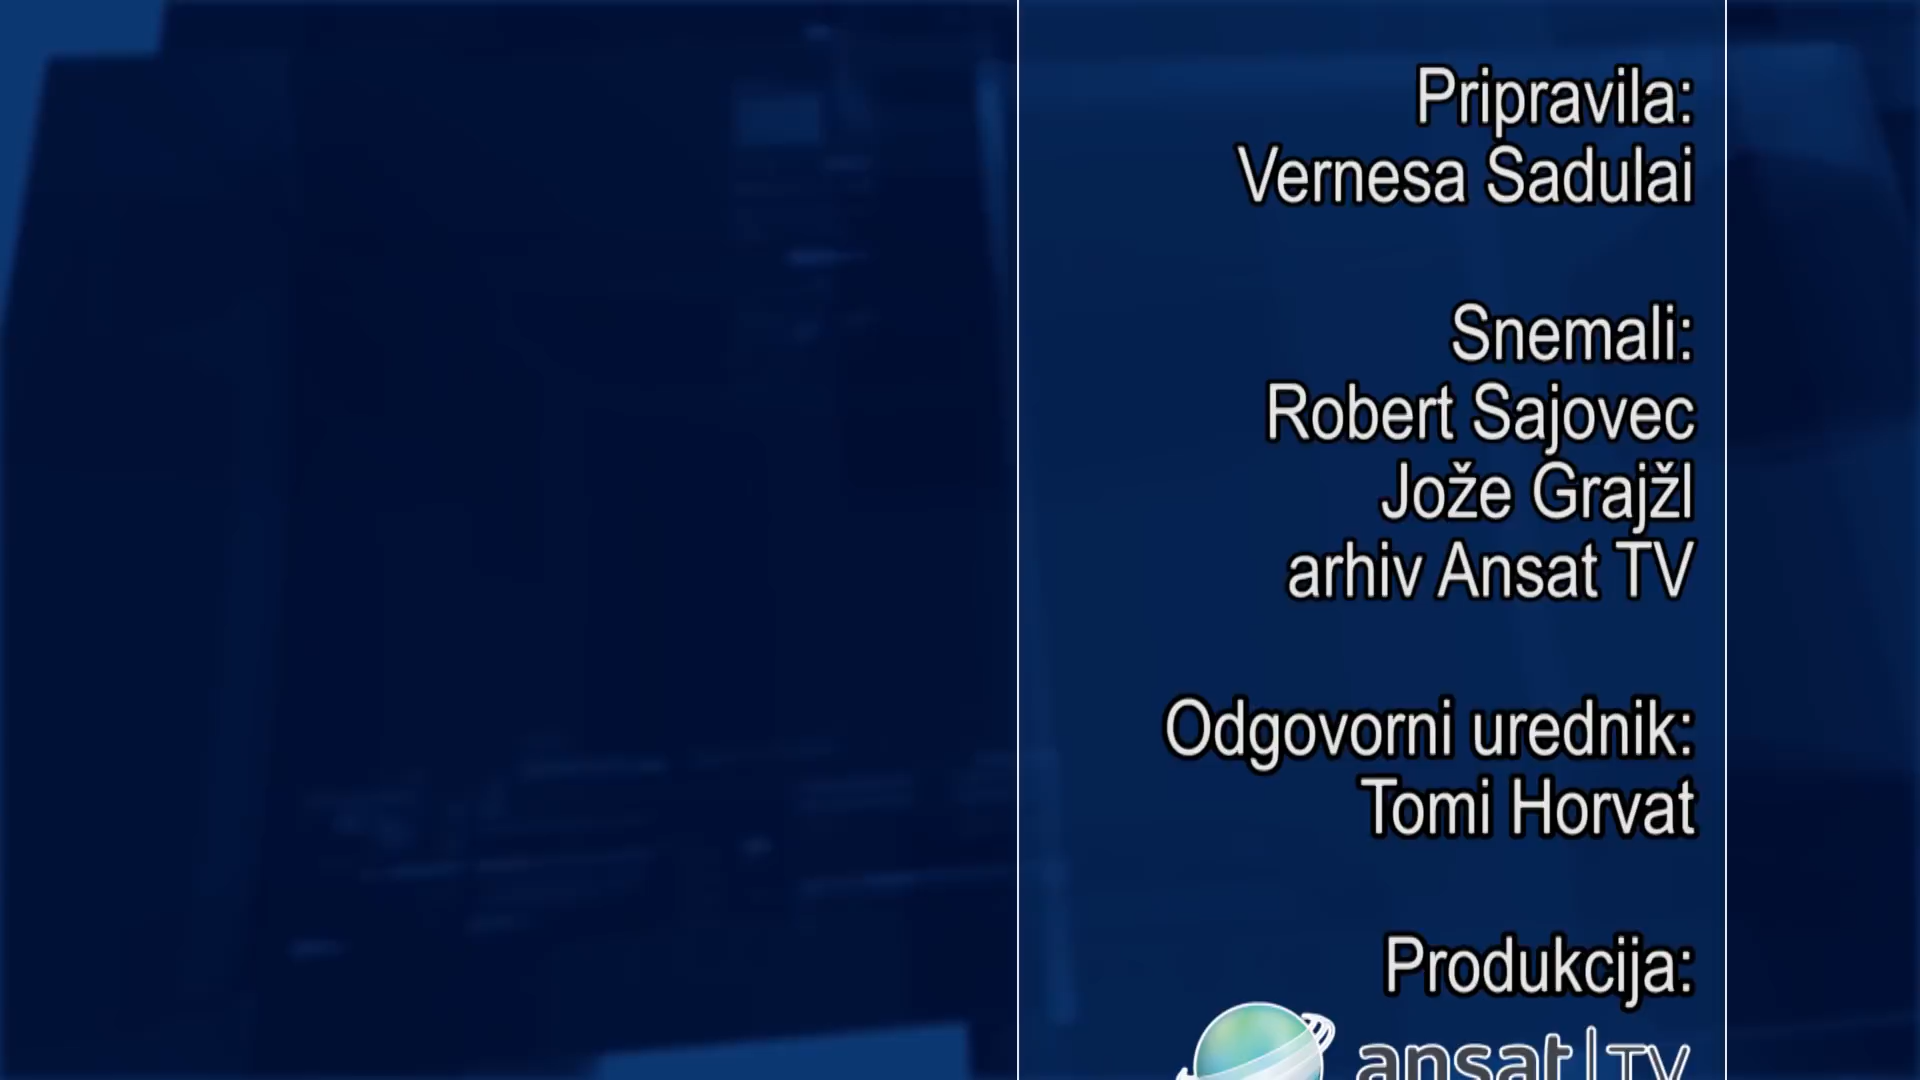 Pripravila:
Vernesa Sadulai
Snemali:
Robert Sajovec
Jože Grajžl
arhiv Ansat TV
Odgovorni urednik:
Tomi Horvat
Produkcija:
ansat|TV